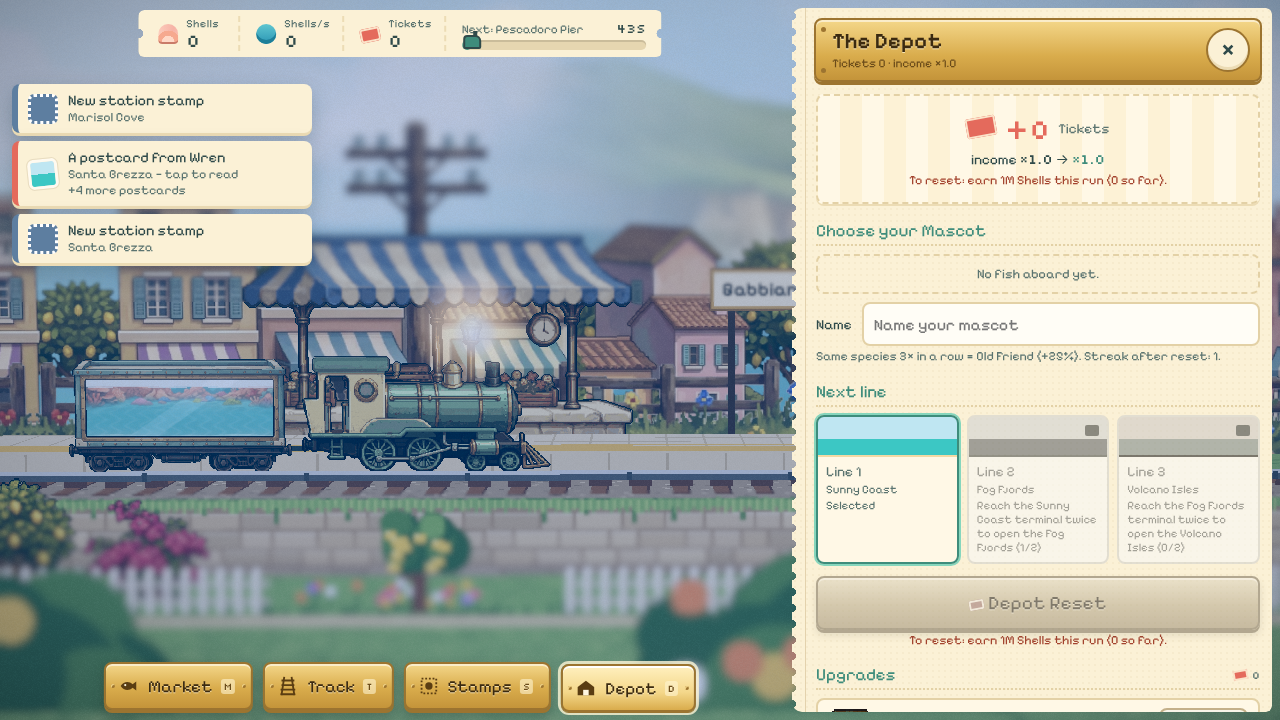 Shells
0
Shells/s
0
Tickets
0
Next: Pescadoro Pier
43s
New station stamp
Marisol Cove
A postcard from Wren
Santa Brezza – tap to read
+4 more postcards
New station stamp
Santa Brezza
Gabbian
Market M
Track T
Stamps S
Depot D
The Depot
Tickets 0 · income ×1.0
×
+0 Tickets
income ×1.0 → ×1.0
To reset: earn 1M Shells this run (0 so far).
Choose your Mascot
No fish aboard yet.
Name
Name your mascot
Same species 3× in a row = Old Friend (+25%). Streak after reset: 1.
Next line
Line 1
Sunny Coast
Selected
Line 2
Fog Fjords
Reach the Sunny
Coast terminal twice
to open the Fog
Fjords (1/2)
Line 3
Volcano Isles
Reach the Fog Fjords
terminal twice to
open the Volcano
Isles (0/2)
Depot Reset
To reset: earn 1M Shells this run (0 so far).
Upgrades
0